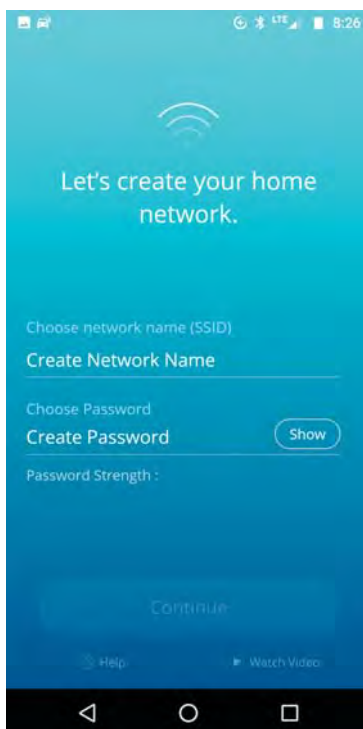 LTE 8:26
Let's create your home
network.
Choose network name (SSID)
Create Network Name
Choose Password
Create Password
Show
Password Strength :
Continue
Help
Watch Video